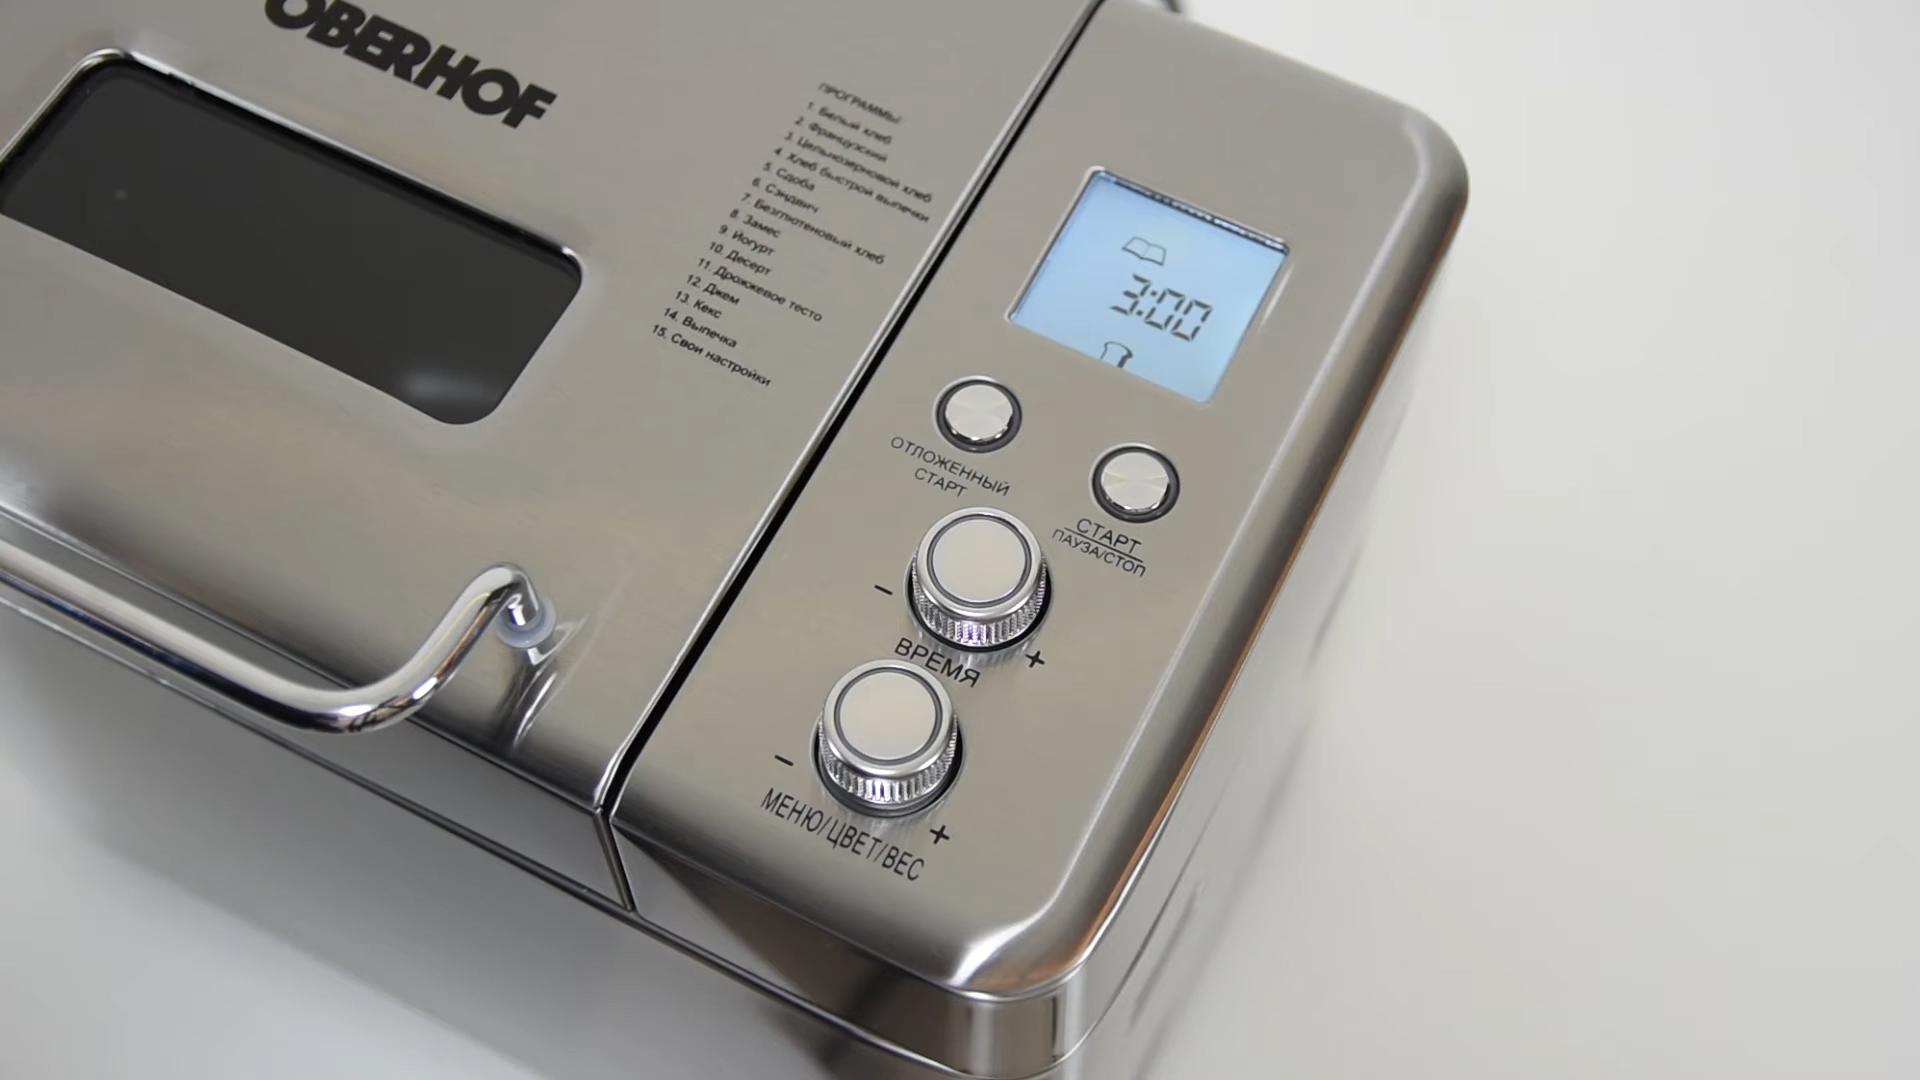 OBERHOF
ПРОГРАММЫ:
1. Белый хлеб
2. Французский
3. Цельнозерновой хлеб
4. Хлеб быстрой выпечки
5. Сдоба
6. Сэндвич
7. Безглютеновый хлеб
8. Замес
9. Йогурт
10. Десерт
11. Дрожжевое тесто
12. Джем
13. Кекс
14. Выпечка
15. Свои настройки
3:00
ОТЛОЖЕННЫЙ
СТАРТ
СТАРТ
ПАУЗА/СТОП
- +
ВРЕМЯ
- +
МЕНЮ/ЦВЕТ/ВЕС